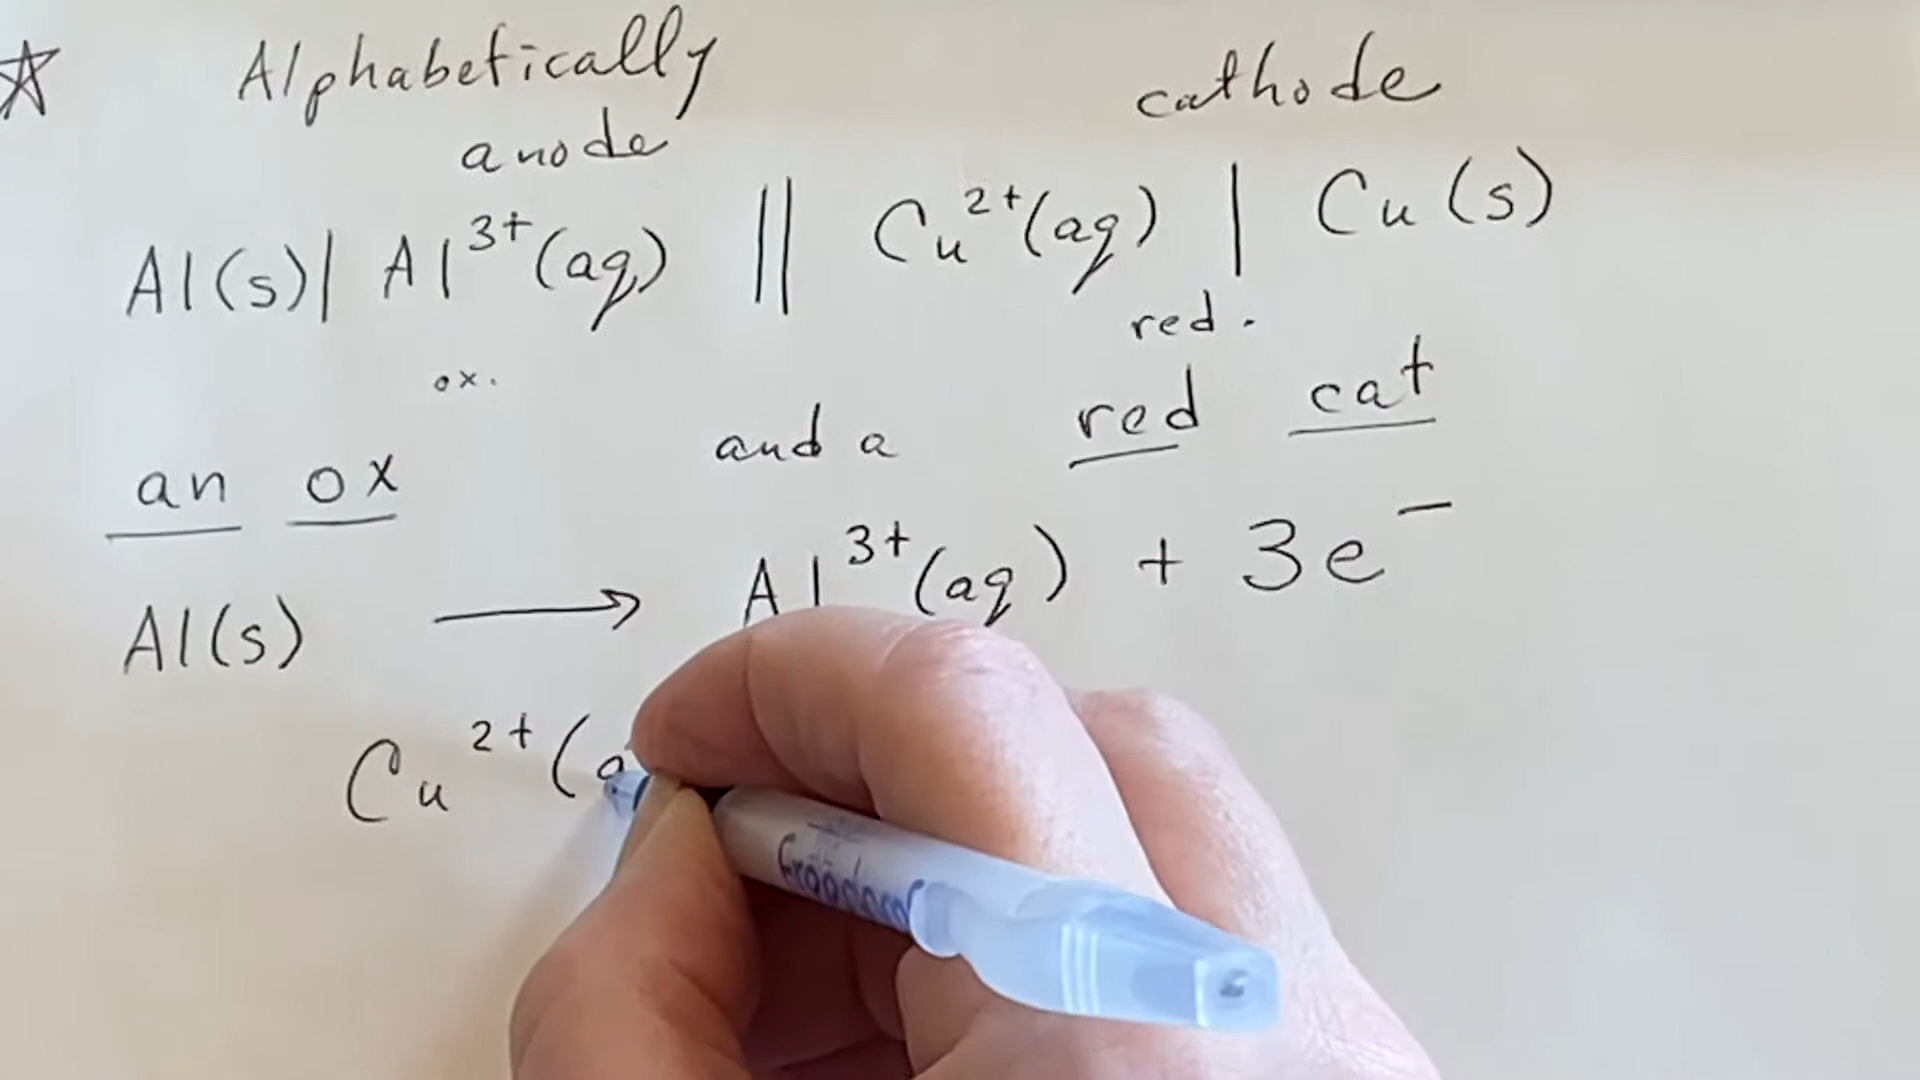 ☆ Alphabetically
anode cathode
Al(s)| Al³⁺(aq) || Cu²⁺(aq) | Cu(s)
ox. red.
an ox and a red cat
Al(s) → Al³⁺(aq) + 3e⁻
Cu²⁺(a